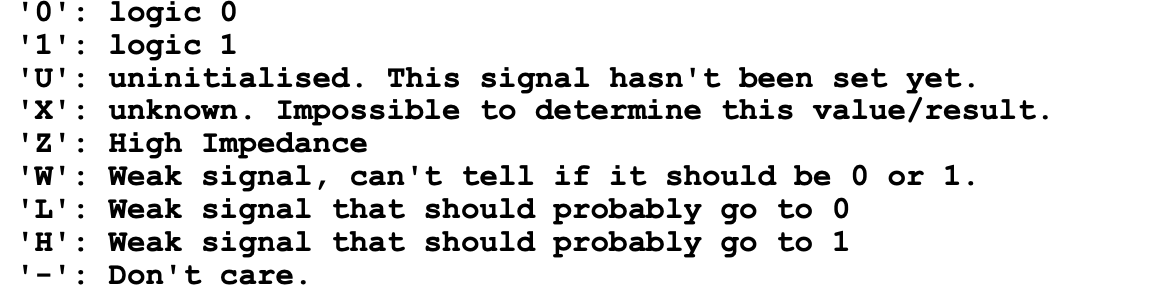 '0': logic 0
'1': logic 1
'U': uninitialised. This signal hasn't been set yet.
'X': unknown. Impossible to determine this value/result.
'Z': High Impedance
'W': Weak signal, can't tell if it should be 0 or 1.
'L': Weak signal that should probably go to 0
'H': Weak signal that should probably go to 1
'-': Don't care.